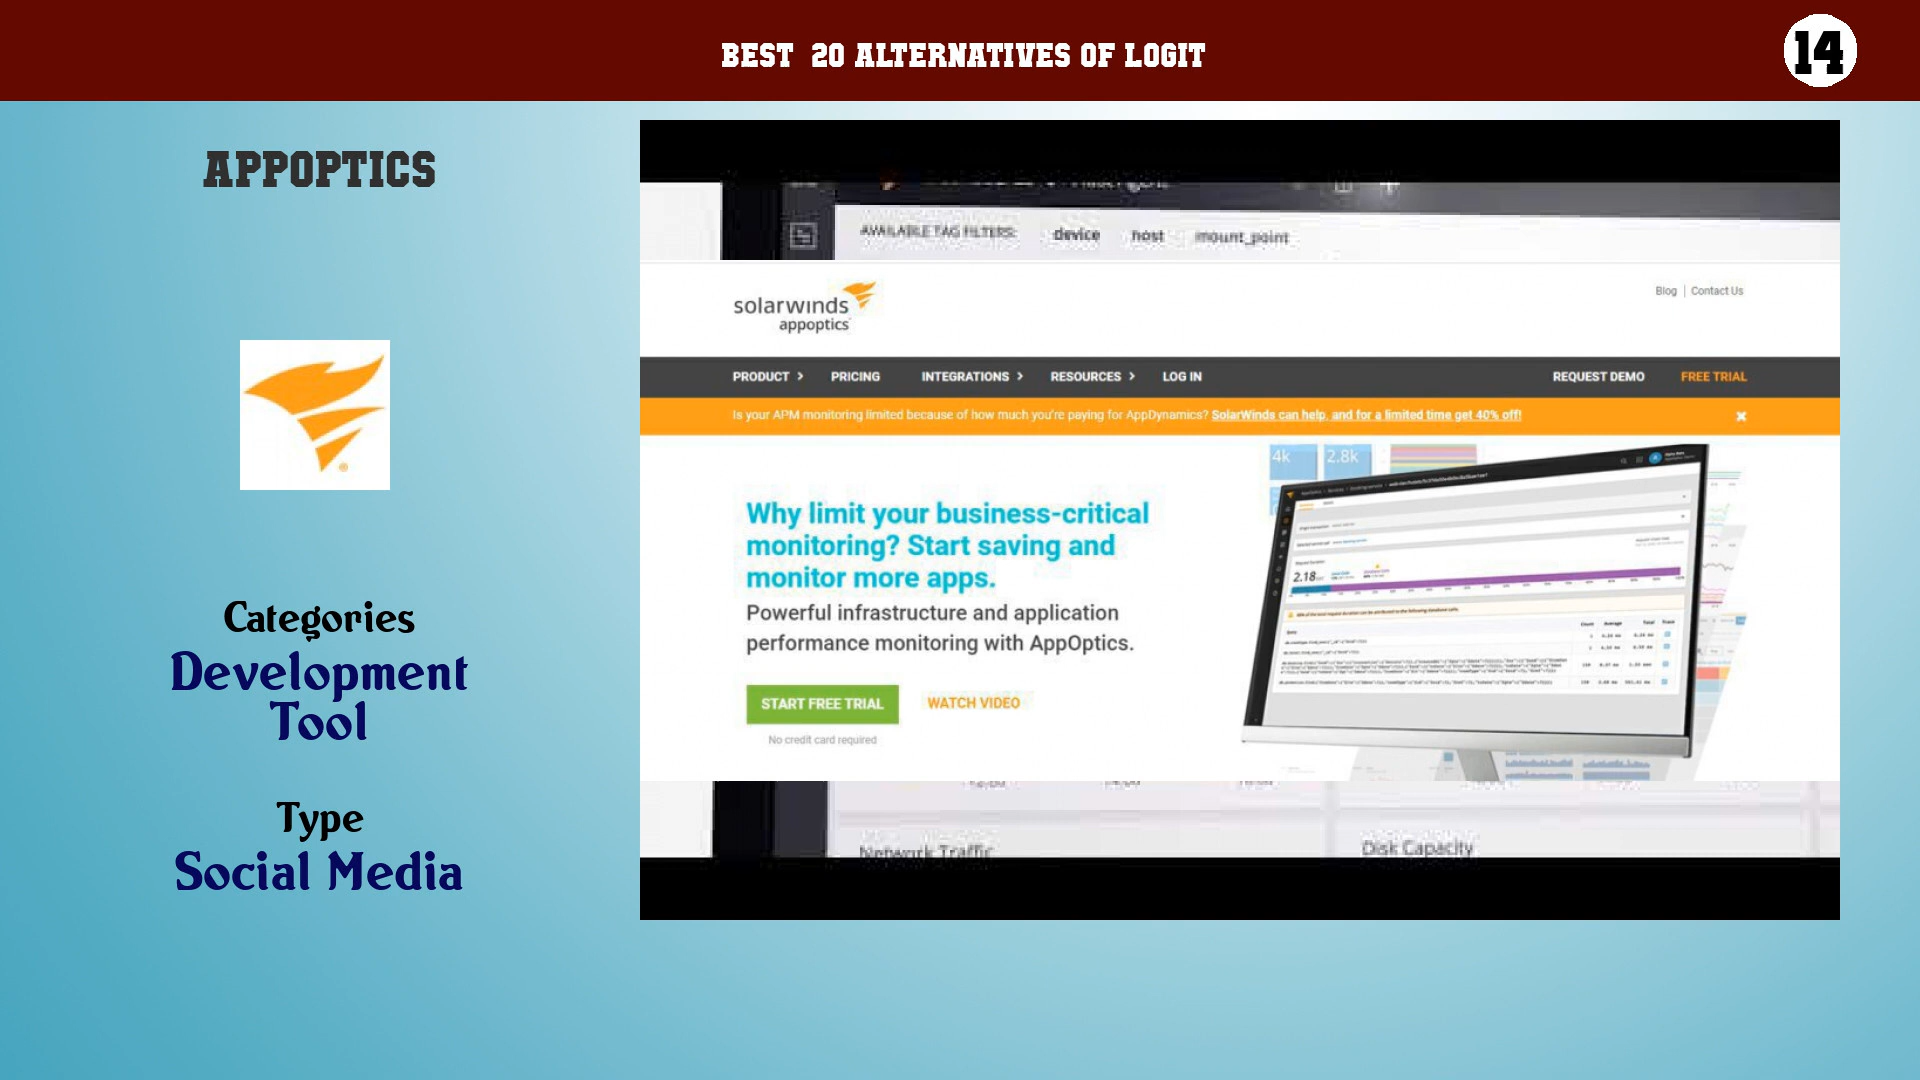 BEST 20 ALTERNATIVES OF LOGIT
14
APPOPTICS
Categories
Development
Tool
Type
Social Media
AVAILABLE TAG FILTERS: device host mount_point
solarwinds
appoptics
Blog | Contact Us
PRODUCT > PRICING INTEGRATIONS > RESOURCES > LOG IN REQUEST DEMO FREE TRIAL
Is your APM monitoring limited because of how much you're paying for AppDynamics? SolarWinds can help, and for a limited time get 40% off!
4k 2.8k
Why limit your business-critical
monitoring? Start saving and
monitor more apps.
Powerful infrastructure and application
performance monitoring with AppOptics.
2.18
START FREE TRIAL WATCH VIDEO
No credit card required
Network Traffic Disk Capacity